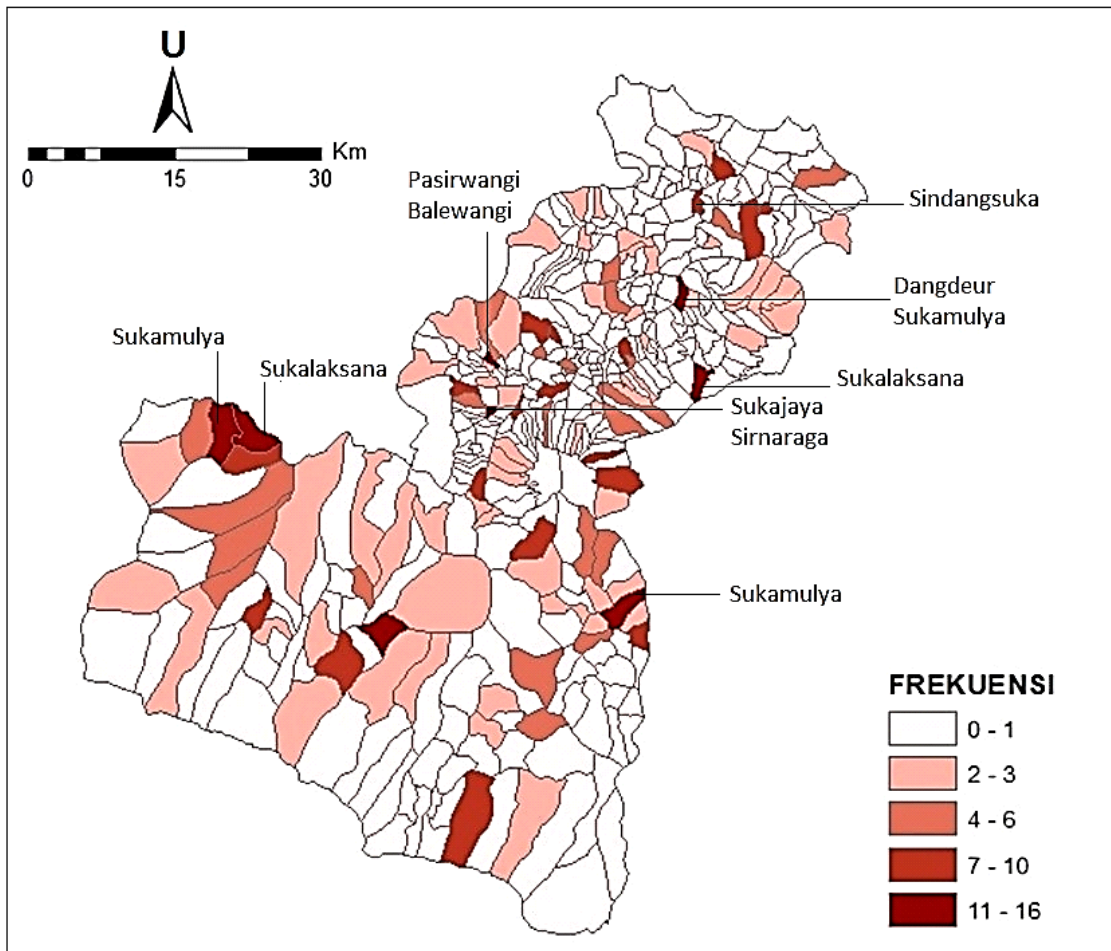 U
Km
0 15 30
Pasirwangi
Balewangi
Sindangsuka
Dangdeur
Sukamulya
Sukamulya
Sukalaksana
Sukalaksana
Sukajaya
Sirnaraga
Sukamulya
FREKUENSI
0 - 1
2 - 3
4 - 6
7 - 10
11 - 16